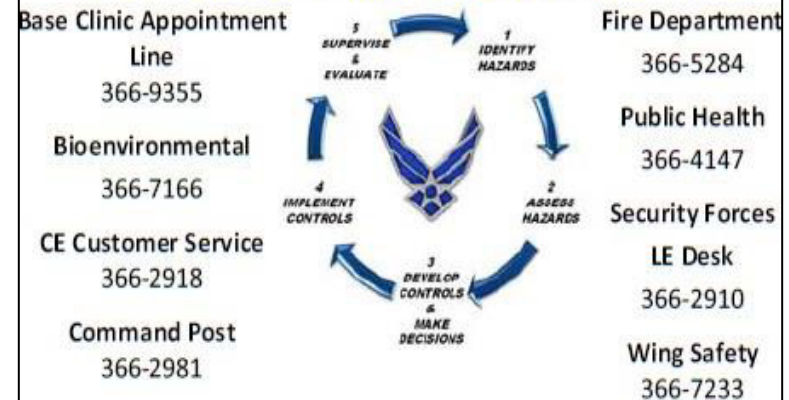 Base Clinic Appointment
Line
366-9355
Bioenvironmental
366-7166
CE Customer Service
366-2918
Command Post
366-2981
5
SUPERVISE
&
EVALUATE
1
IDENTIFY
HAZARDS
2
ASSESS
HAZARDS
3
DEVELOP
CONTROLS
&
MAKE
DECISIONS
4
IMPLEMENT
CONTROLS
Fire Department
366-5284
Public Health
366-4147
Security Forces
LE Desk
366-2910
Wing Safety
366-7233